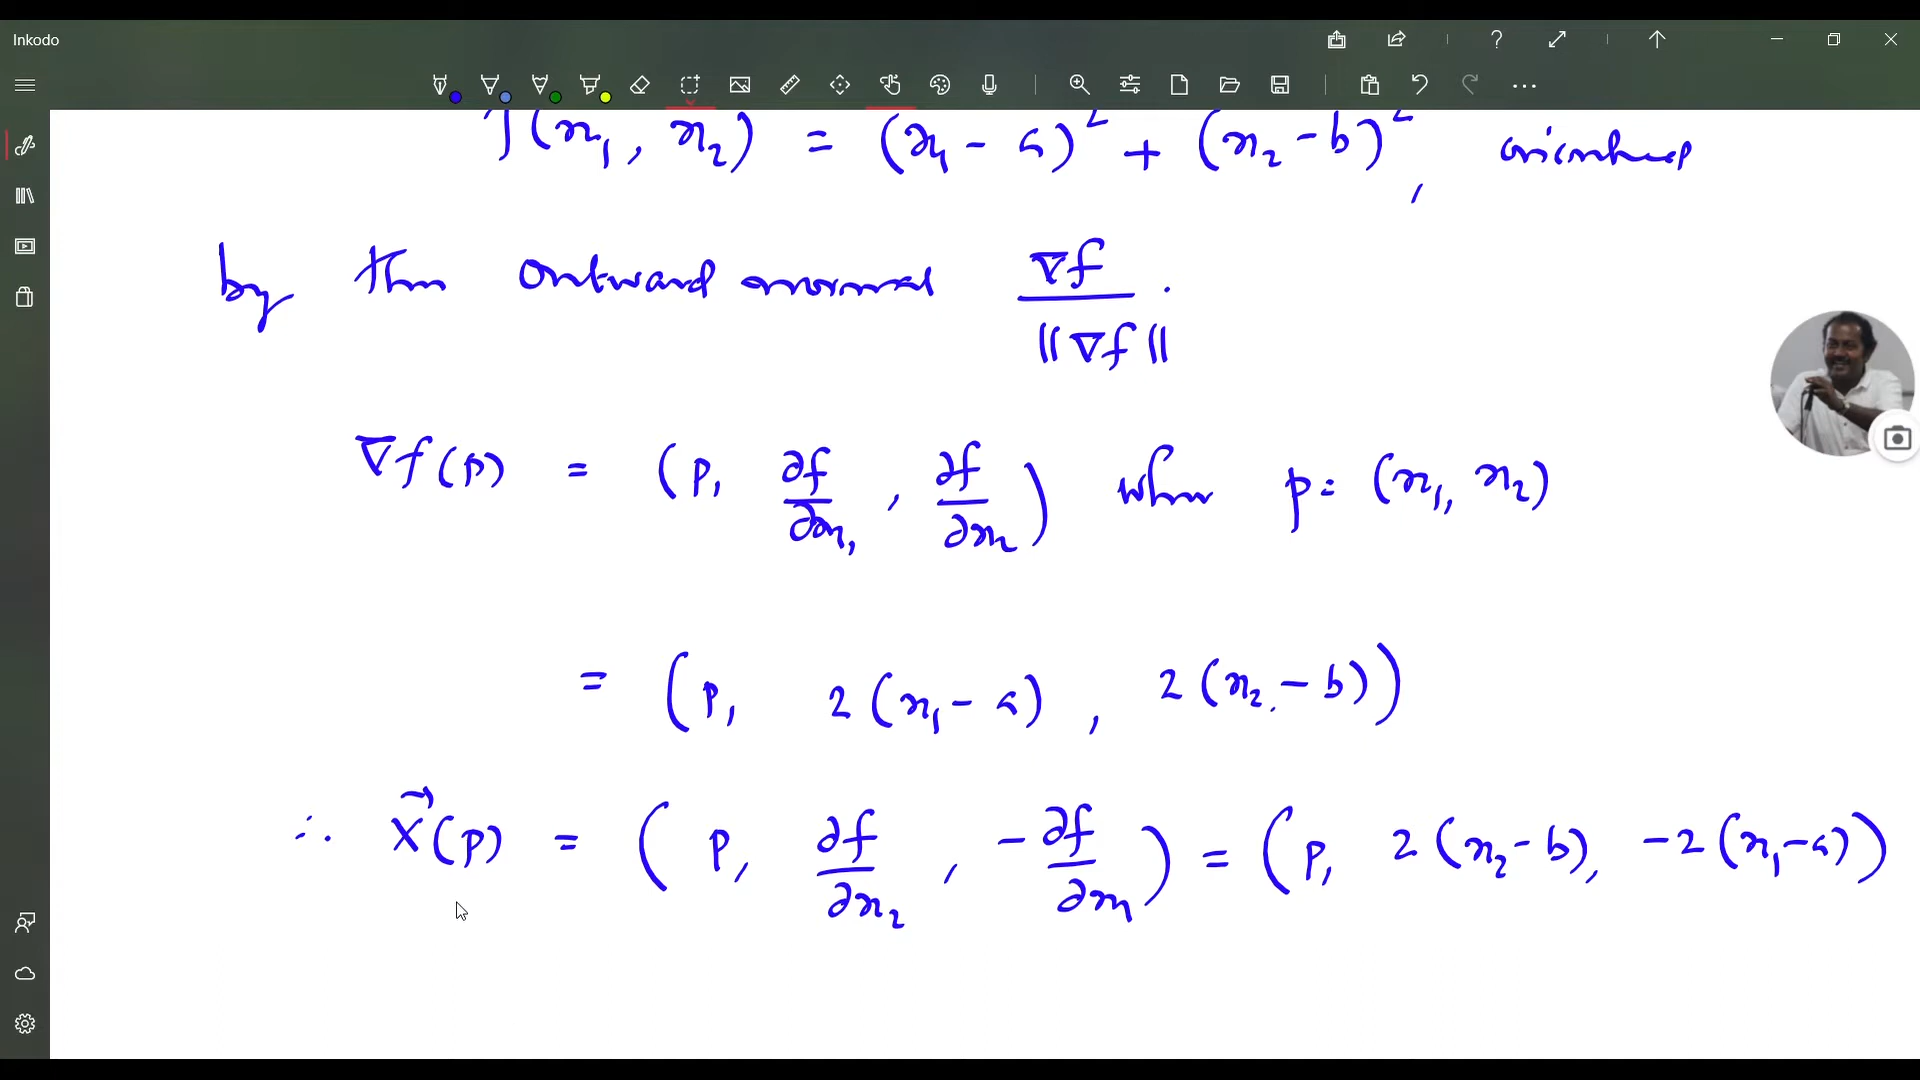 Inkodo
f(x₁, x₂) = (x₁ - a)² + (x₂ - b)², oriented
by the outward normal ∇f / ||∇f|| .
∇f(p) = (p, ∂f/∂x₁, ∂f/∂x₂) where p = (x₁, x₂)
= (p, 2(x₁ - a), 2(x₂ - b))
∴ X⃗(p) = (p, ∂f/∂x₂, -∂f/∂x₁) = (p, 2(x₂ - b), -2(x₁ - a))